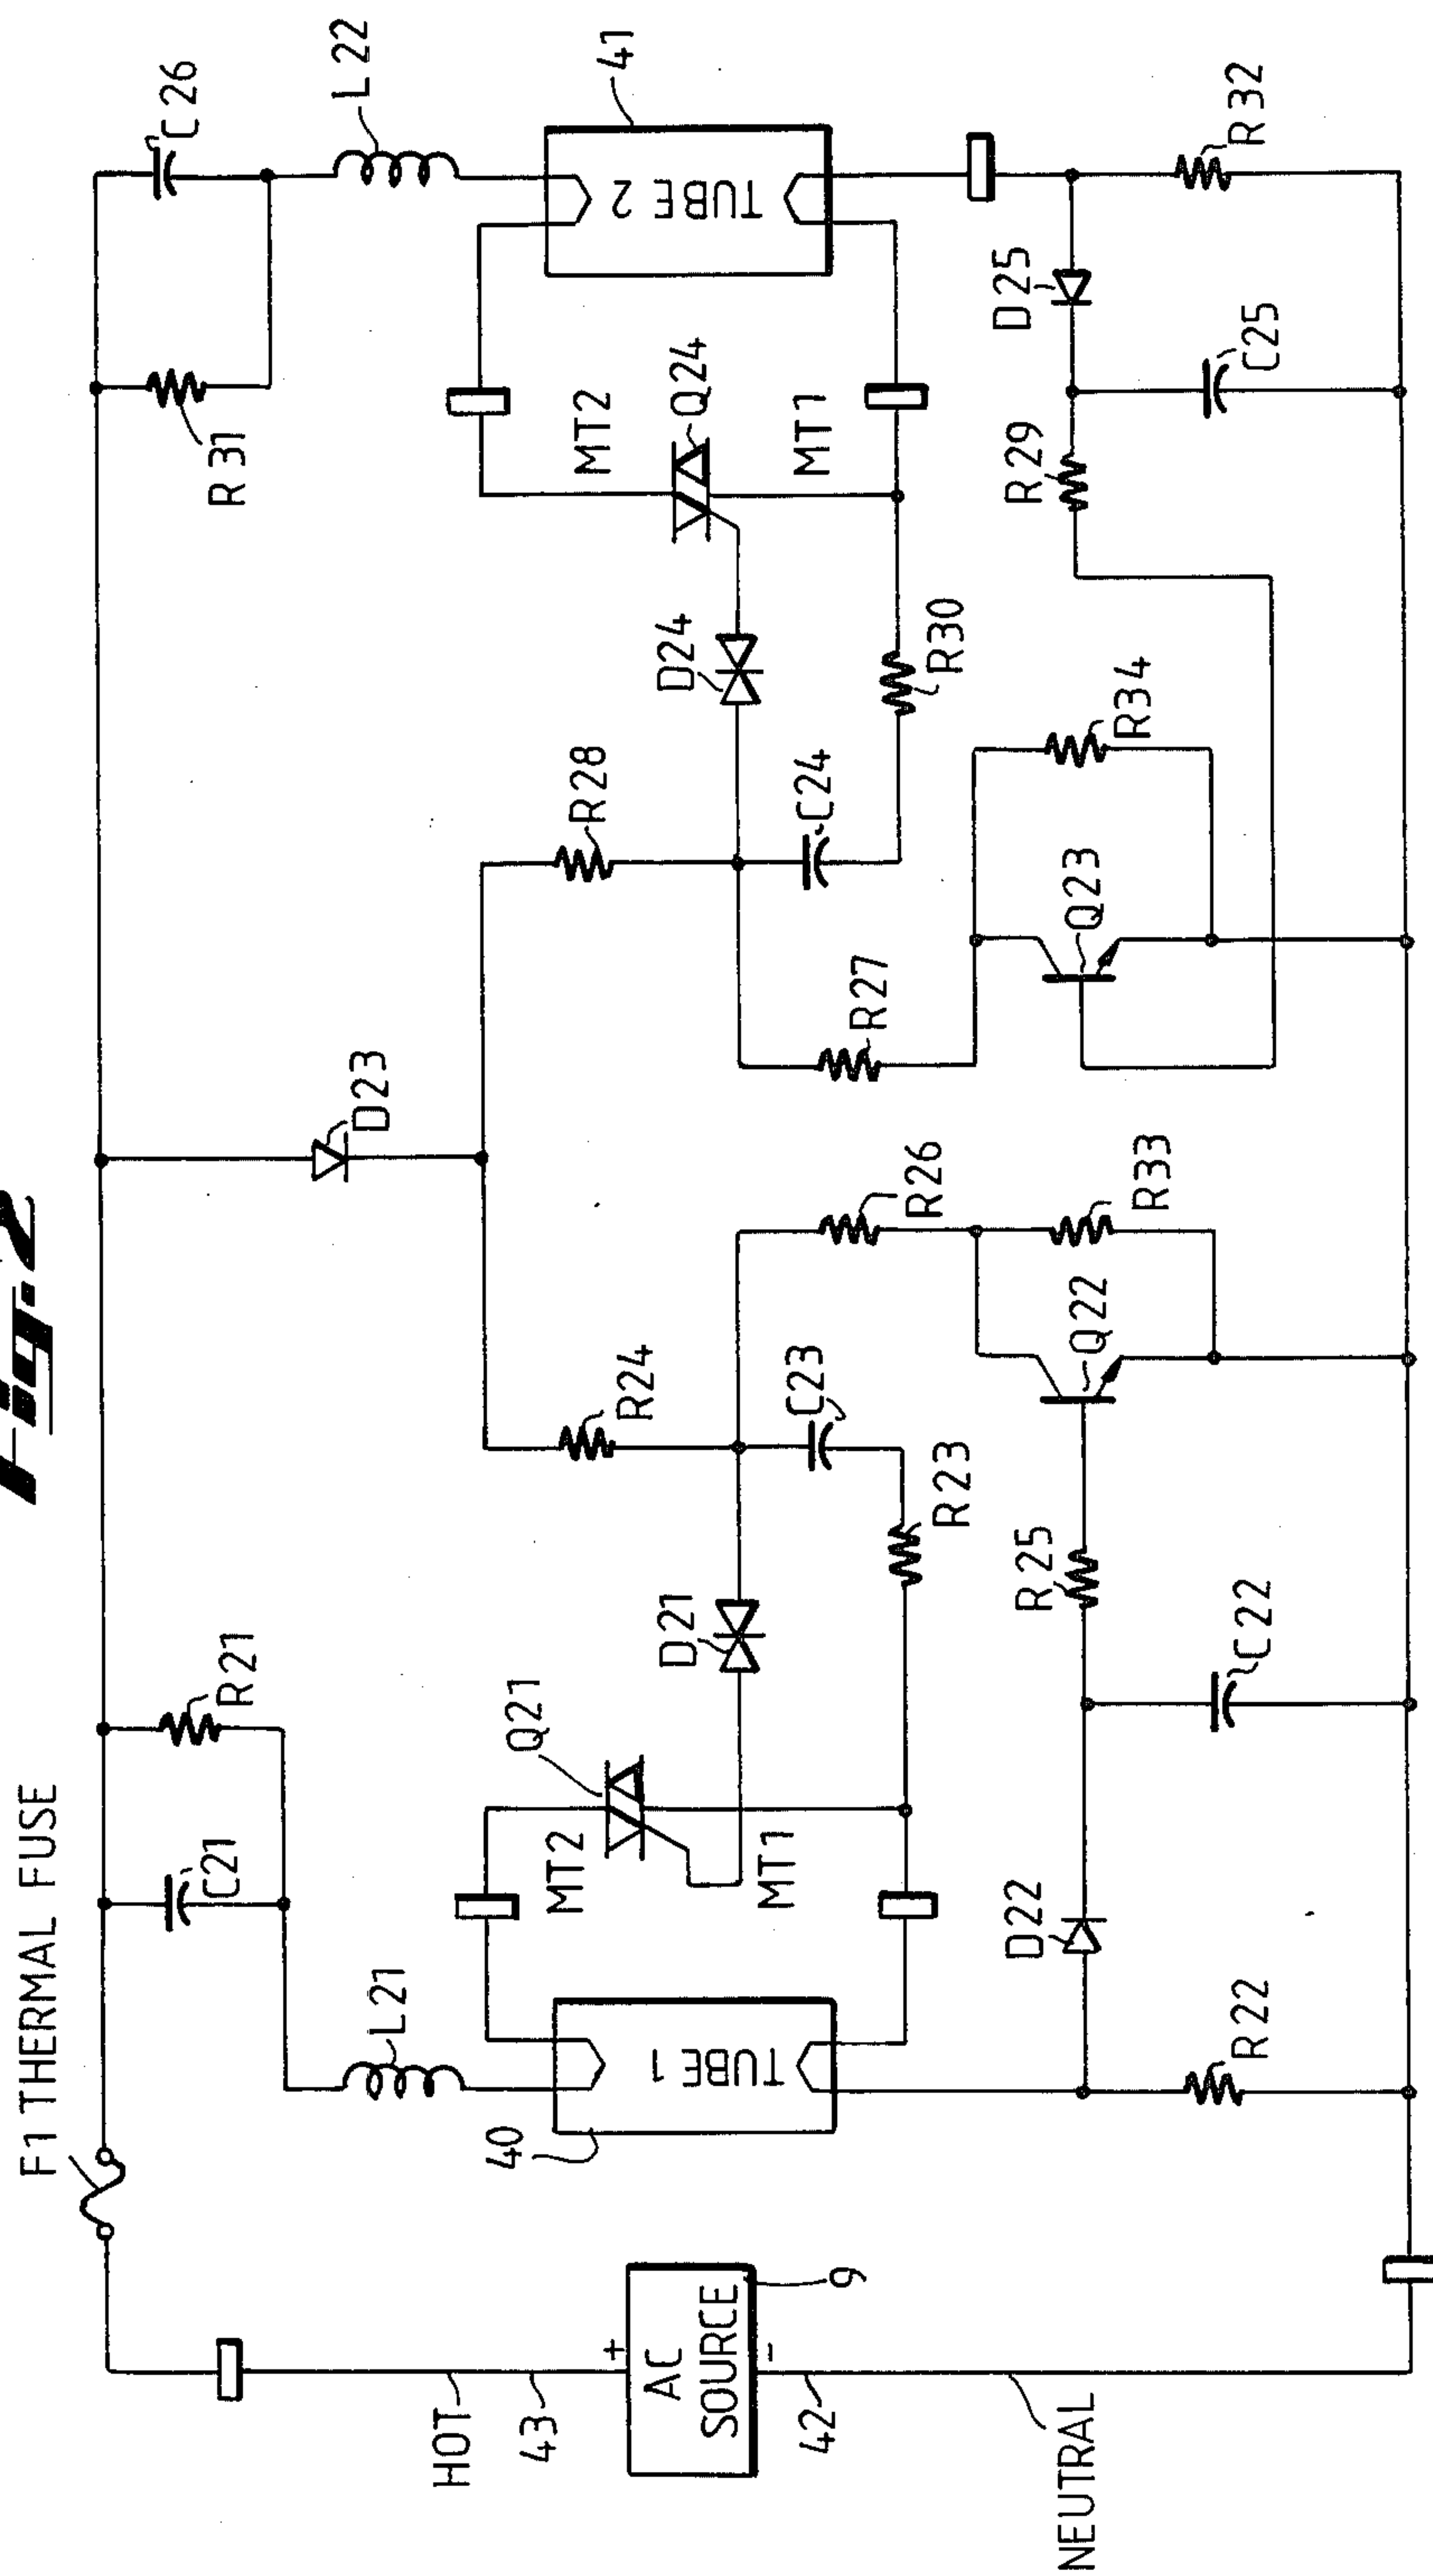 Fig. 2
F1 THERMAL FUSE
C21
R21
L21
40
TUBE 1
MT2
Q21
MT1
D21
R24
C23
R23
D23
R26
R33
Q22
R25
C22
D22
R22
HOT
43
+
AC
SOURCE
-
9
42
NEUTRAL
R28
D24
C24
R27
R30
R34
Q23
R31
C26
L22
41
TUBE 2
MT2
Q24
MT1
R29
D25
C25
R32